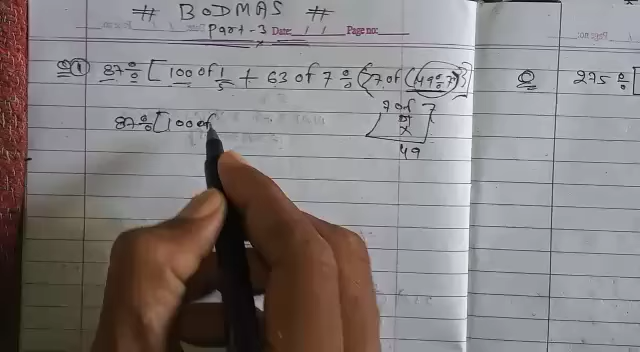 # BODMAS #
Part-3 Date: / / Page No.
Q① 87÷[100 of 1/5 + 63 of 7÷{7 of (49÷7)}] Q 275÷[
7 of 7
87÷[100 of ×
49